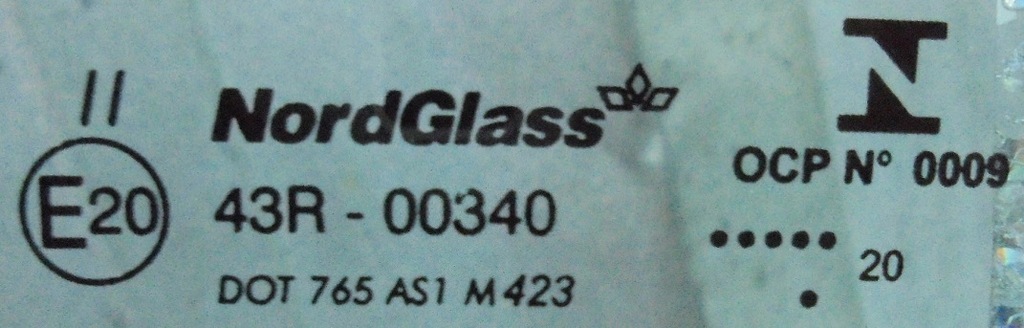 II
NordGlass
E20
43R - 00340
DOT 765 AS1 M423
N
OCP N° 0009
..... 20
.